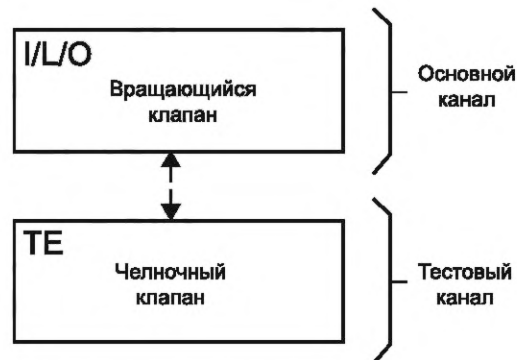 I/L/O
Вращающийся
клапан
Основной
канал
TE
Челночный
клапан
Тестовый
канал